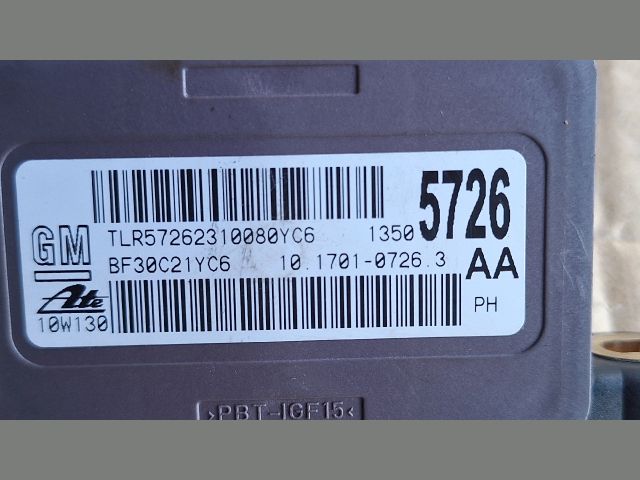 5726
GM TLR57262310080YC6 1350
BF30C21YC6 10.1701-0726.3 AA
Ate
10W130 PH
>PBT-IGF15<